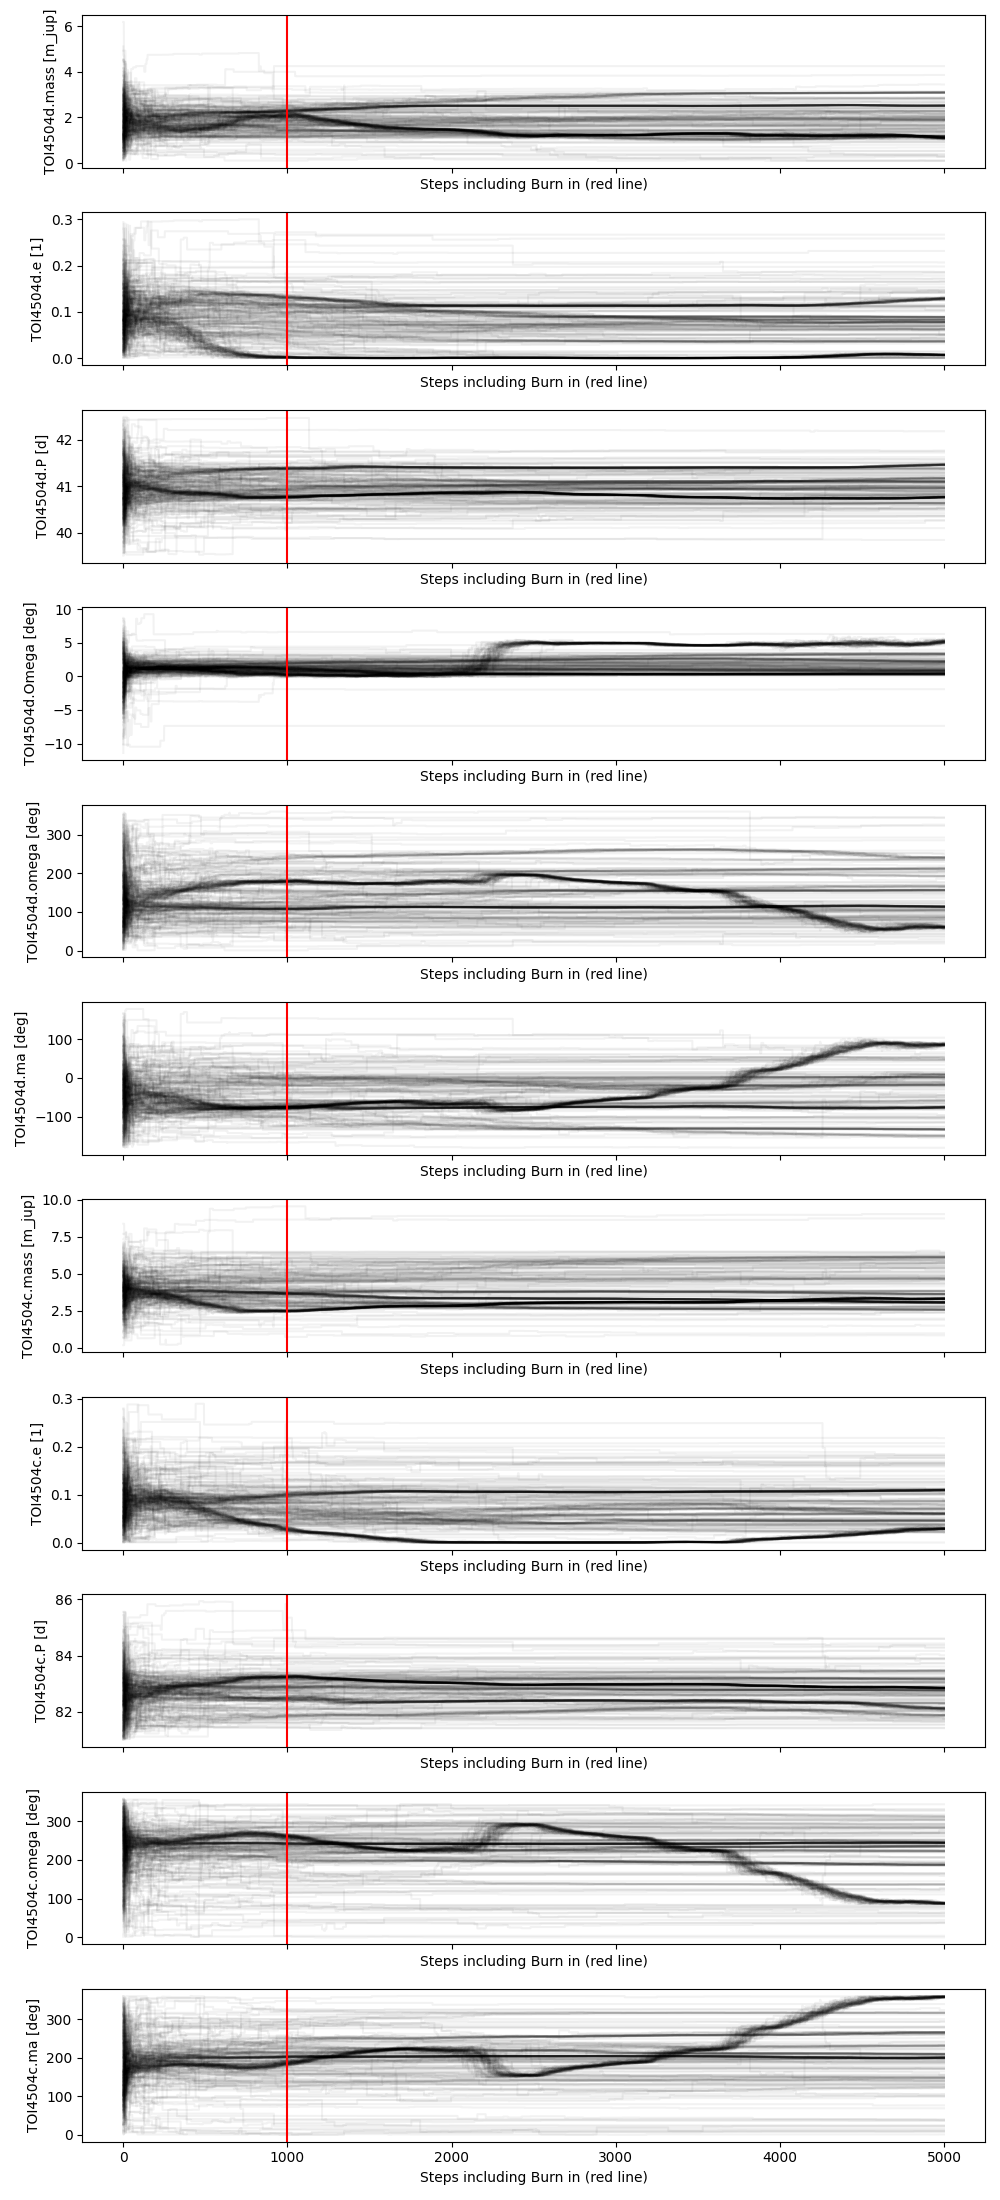 TOI4504d.mass [m_jup]
6
4
2
0
Steps including Burn in (red line)
TOI4504d.e [1]
0.3
0.2
0.1
0.0
Steps including Burn in (red line)
TOI4504d.P [d]
42
41
40
Steps including Burn in (red line)
TOI4504d.Omega [deg]
10
5
0
−5
−10
Steps including Burn in (red line)
TOI4504d.omega [deg]
300
200
100
0
Steps including Burn in (red line)
TOI4504d.ma [deg]
100
0
−100
Steps including Burn in (red line)
TOI4504c.mass [m_jup]
10.0
7.5
5.0
2.5
0.0
Steps including Burn in (red line)
TOI4504c.e [1]
0.3
0.2
0.1
0.0
Steps including Burn in (red line)
TOI4504c.P [d]
86
84
82
Steps including Burn in (red line)
TOI4504c.omega [deg]
300
200
100
0
Steps including Burn in (red line)
TOI4504c.ma [deg]
300
200
100
0
0 1000 2000 3000 4000 5000
Steps including Burn in (red line)